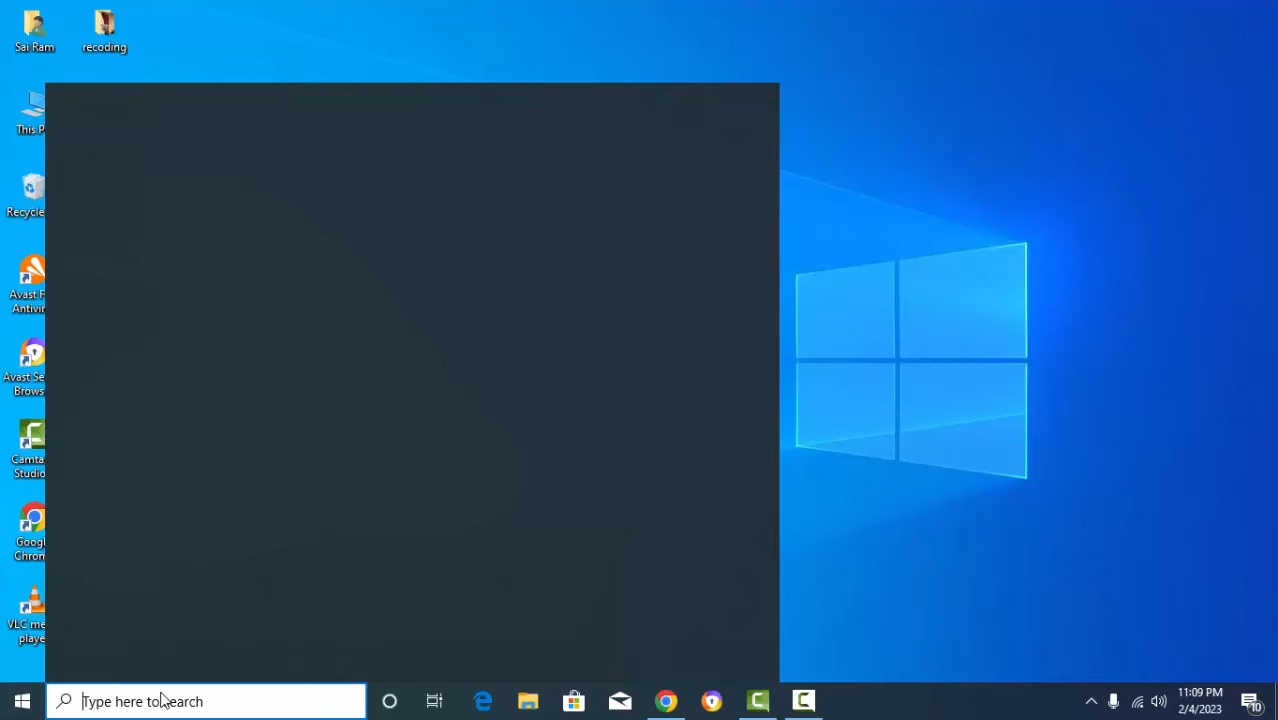 Sai Ram
recoding
This P
Recycle
Avast F
Antivir
Avast Se
Brows
Camta
Studio
Googl
Chrom
VLC me
playe
Type here to search
11:09 PM
2/4/2023
10